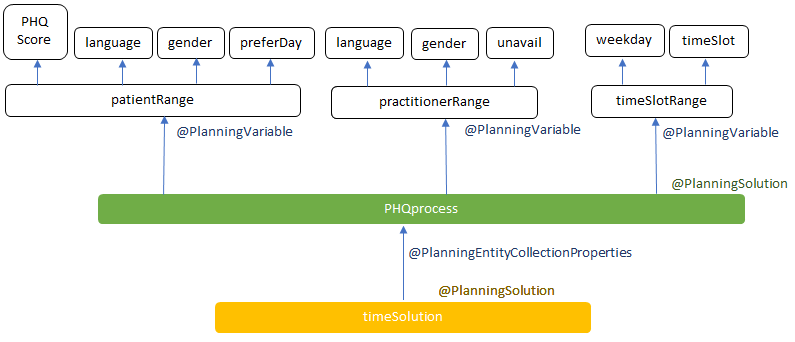 PHQ
Score
language
gender
preferDay
language
gender
unavail
weekday
timeSlot
patientRange
practitionerRange
timeSlotRange
@PlanningVariable
@PlanningVariable
@PlanningVariable
@PlanningSolution
PHQprocess
@PlanningEntityCollectionProperties
@PlanningSolution
timeSolution